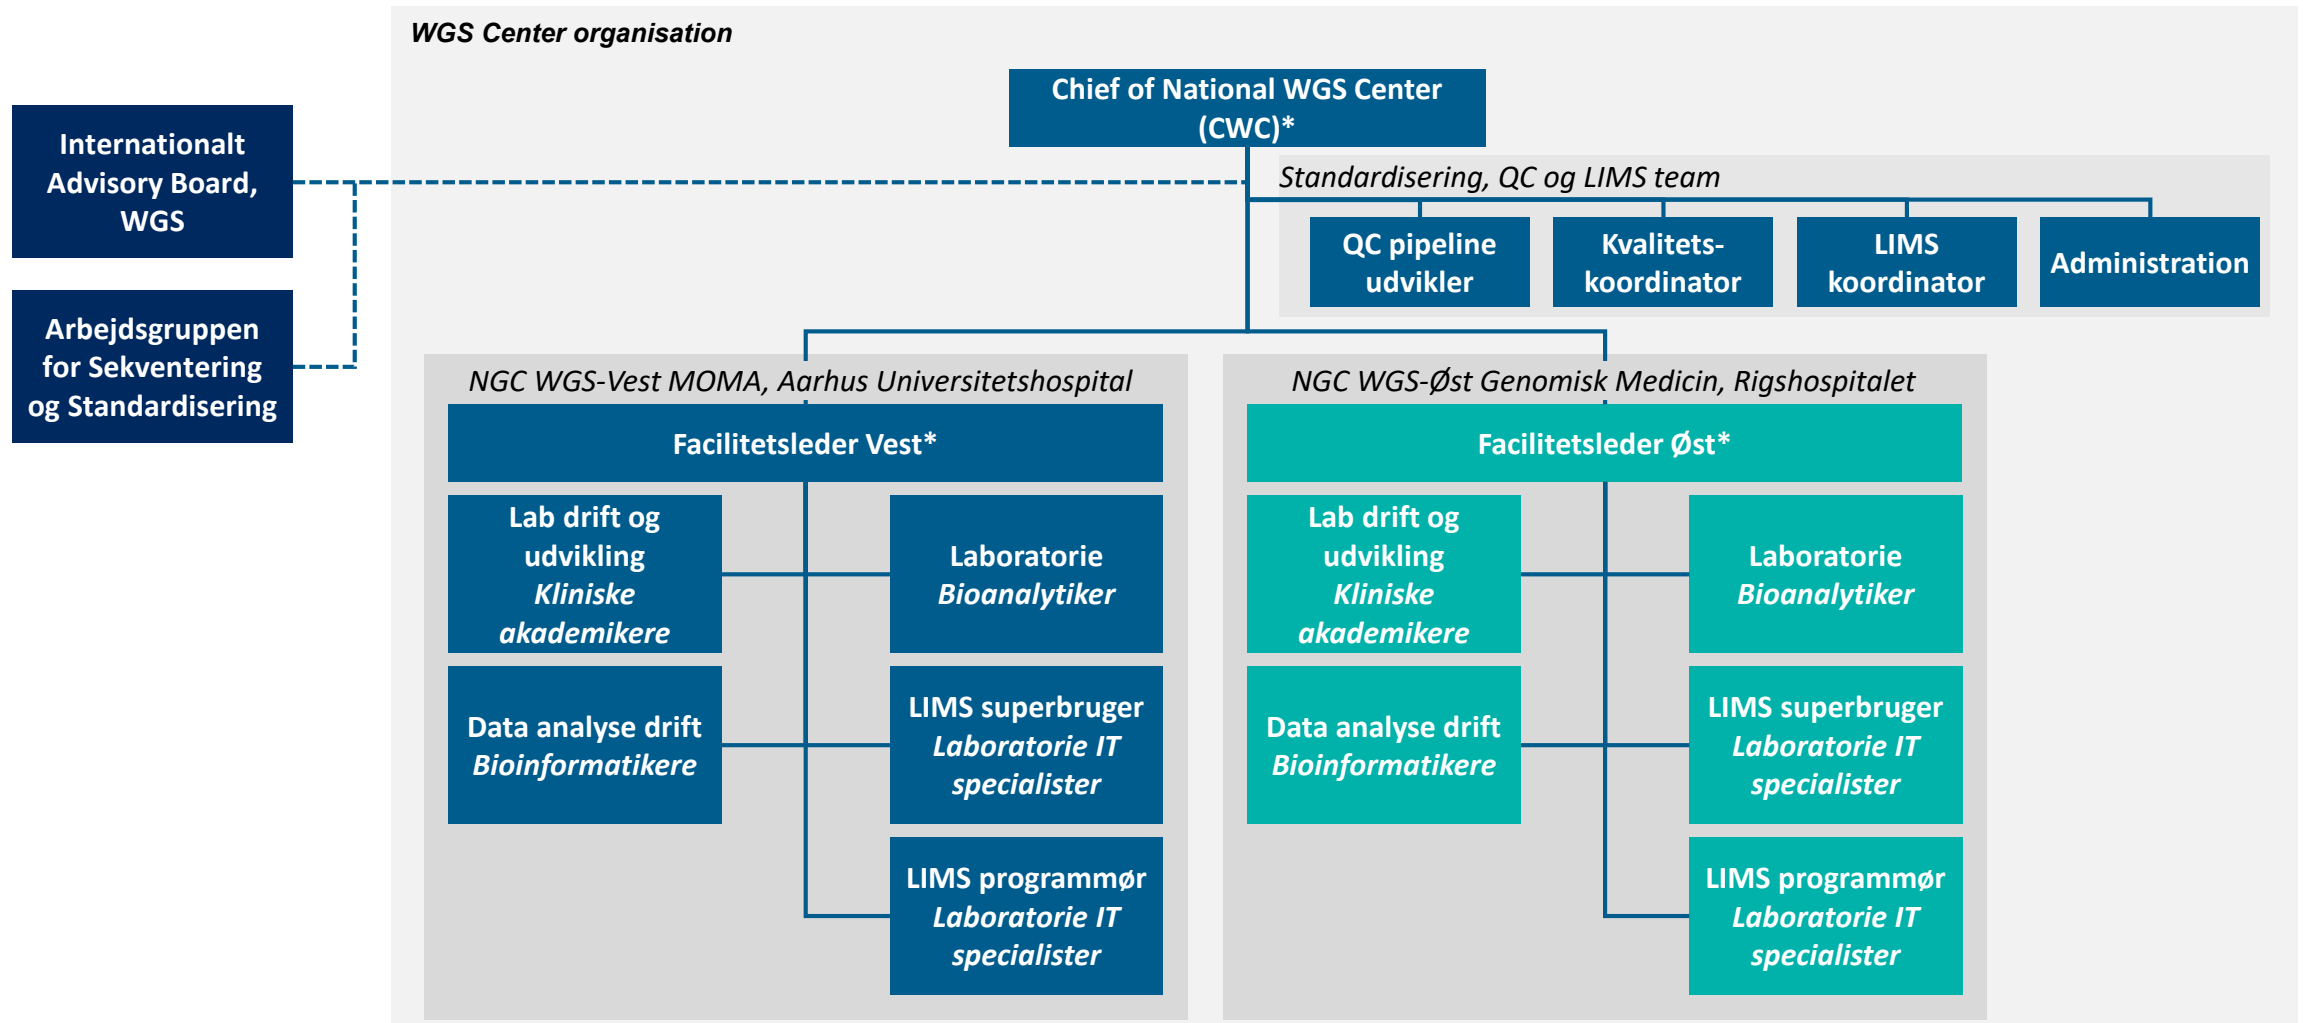 WGS Center organisation
Chief of National WGS Center
(CWC)*
Internationalt
Advisory Board,
WGS
Arbejdsgruppen
for Sekventering
og Standardisering
Standardisering, QC og LIMS team
QC pipeline
udvikler
Kvalitets-
koordinator
LIMS
koordinator
Administration
NGC WGS-Vest MOMA, Aarhus Universitetshospital
Facilitetsleder Vest*
Lab drift og
udvikling
Kliniske
akademikere
Laboratorie
Bioanalytiker
Data analyse drift
Bioinformatikere
LIMS superbruger
Laboratorie IT
specialister
LIMS programmør
Laboratorie IT
specialister
NGC WGS-Øst Genomisk Medicin, Rigshospitalet
Facilitetsleder Øst*
Lab drift og
udvikling
Kliniske
akademikere
Laboratorie
Bioanalytiker
Data analyse drift
Bioinformatikere
LIMS superbruger
Laboratorie IT
specialister
LIMS programmør
Laboratorie IT
specialister